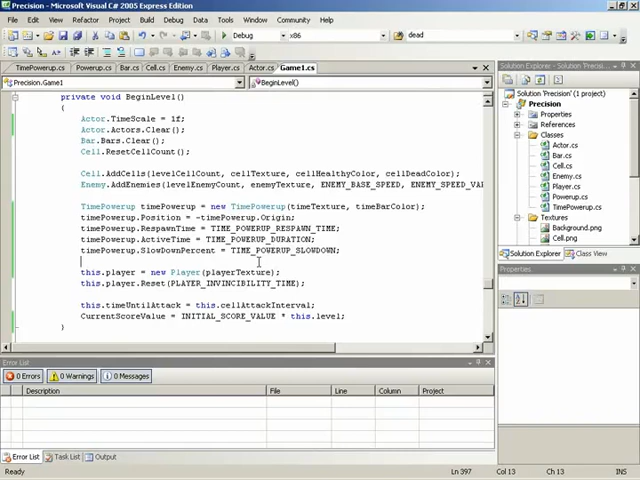 Precision - Microsoft Visual C# 2005 Express Edition
File Edit View Refactor Project Build Debug Data Tools Window Community Help
Debug x86 dead
TimePowerup.cs Powerup.cs Bar.cs Cell.cs Enemy.cs Player.cs Actor.cs Game1.cs
Precision.Game1 BeginLevel()
private void BeginLevel()
{
Actor.TimeScale = 1f;
Actor.Actors.Clear();
Bar.Bars.Clear();
Cell.ResetCellCount();
Cell.AddCells(levelCellCount, cellTexture, cellHealthyColor, cellDeadColor);
Enemy.AddEnemies(levelEnemyCount, enemyTexture, ENEMY_BASE_SPEED, ENEMY_SPEED_VAR
TimePowerup timePowerup = new TimePowerup(timeTexture, timeBarColor);
timePowerup.Position = -timePowerup.Origin;
timePowerup.RespawnTime = TIME_POWERUP_RESPAWN_TIME;
timePowerup.ActiveTime = TIME_POWERUP_DURATION;
timePowerup.SlowDownPercent = TIME_POWERUP_SLOWDOWN;
this.player = new Player(playerTexture);
this.player.Reset(PLAYER_INVINCIBILITY_TIME);
this.timeUntilAttack = this.cellAttackInterval;
CurrentScoreValue = INITIAL_SCORE_VALUE * this.level;
}
Solution Explorer - Precision
Solution 'Precision' (1 project)
Precision
Properties
References
Classes
Actor.cs
Bar.cs
Cell.cs
Enemy.cs
Player.cs
Powerup.cs
TimePowerup.cs
Textures
Background.png
Cell.png
Solution Explorer Class View
Properties
Error List
0 Errors 0 Warnings 0 Messages
Description File Line Column Project
Error List Task List Output
Ready Ln 397 Col 13 Ch 13